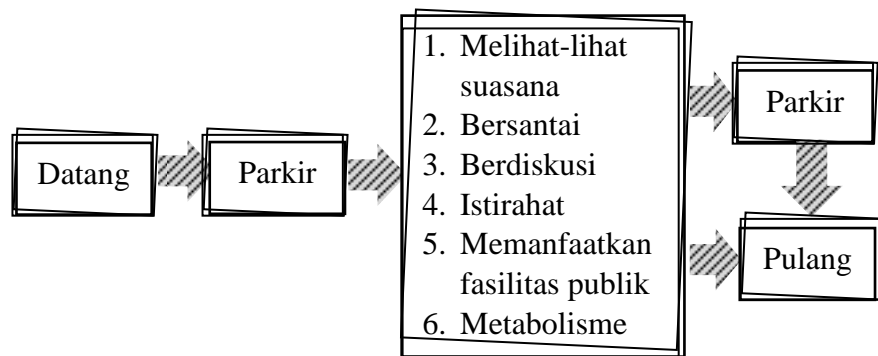 Datang
Parkir
1. Melihat-lihat
suasana
2. Bersantai
3. Berdiskusi
4. Istirahat
5. Memanfaatkan
fasilitas publik
6. Metabolisme
Parkir
Pulang